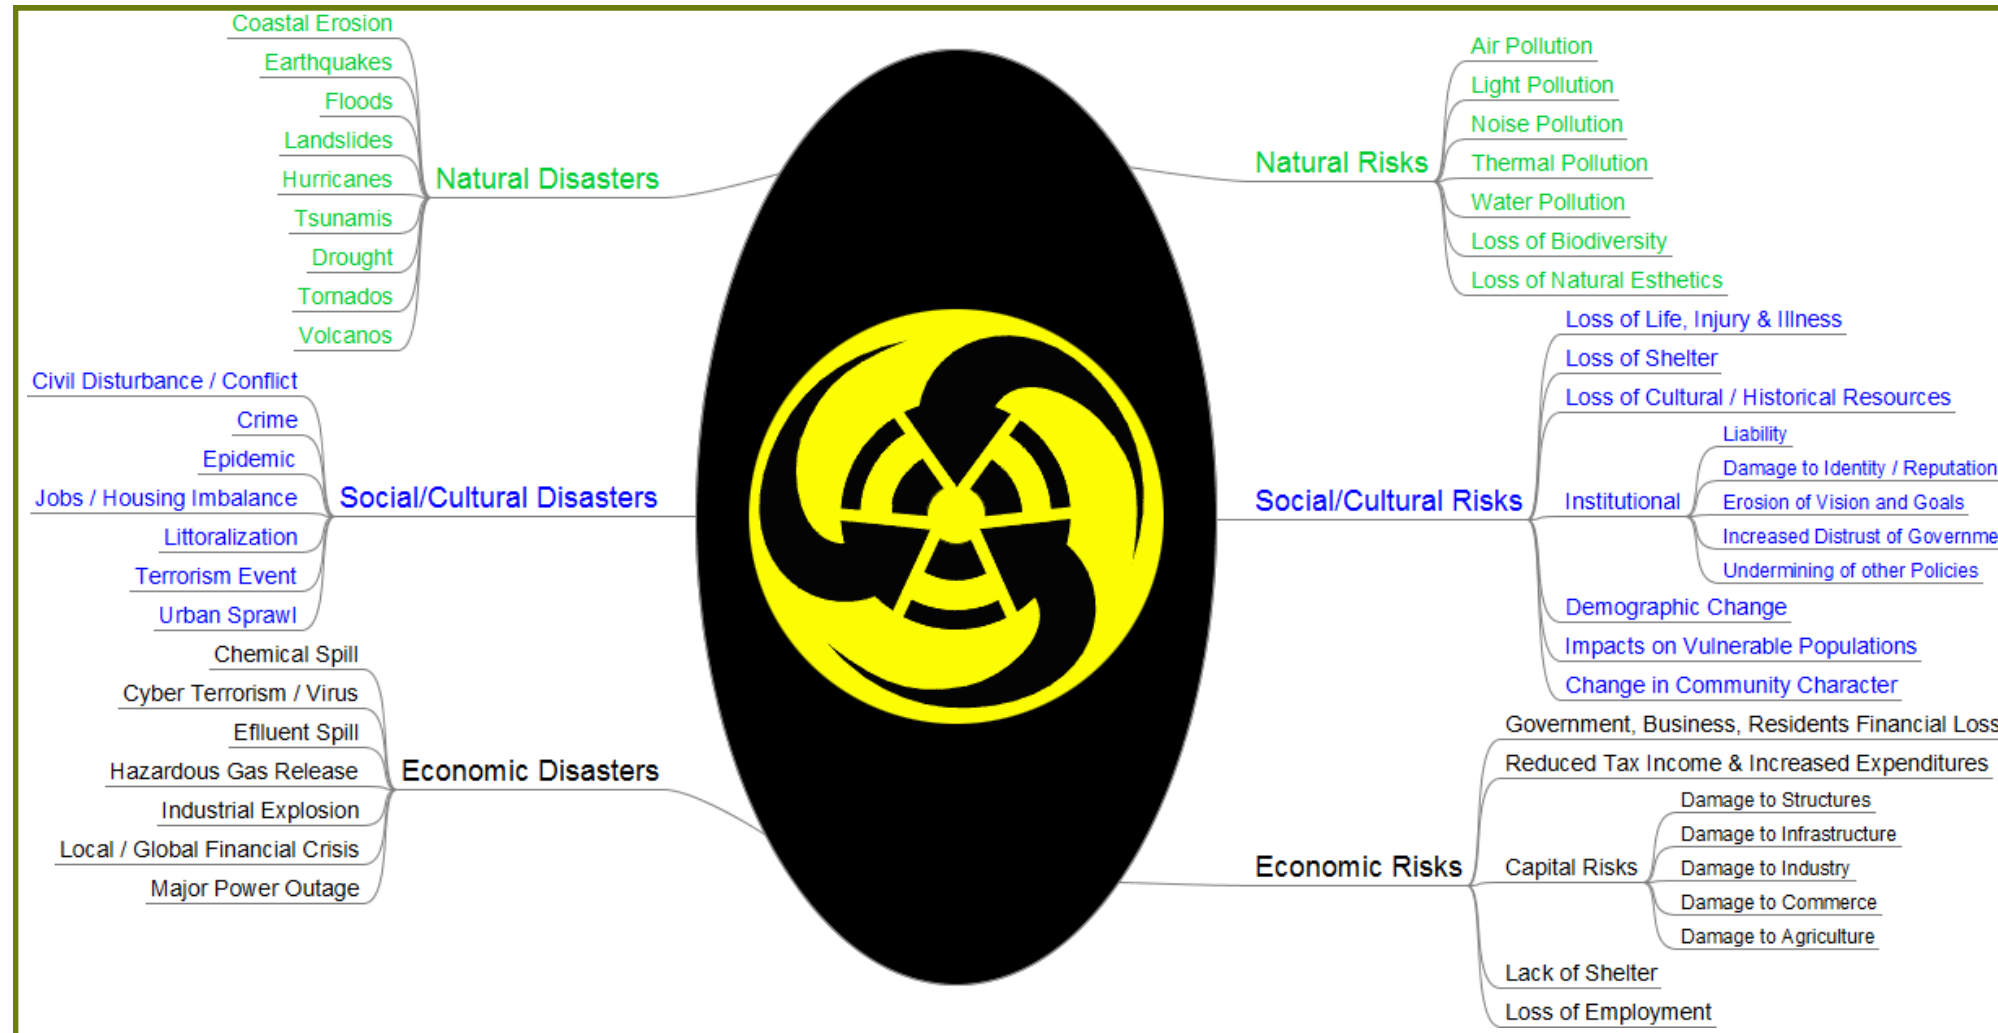 Coastal Erosion
Earthquakes
Floods
Landslides
Hurricanes
Tsunamis
Drought
Tornados
Volcanos
Natural Disasters
Civil Disturbance / Conflict
Crime
Epidemic
Jobs / Housing Imbalance
Littoralization
Terrorism Event
Urban Sprawl
Social/Cultural Disasters
Chemical Spill
Cyber Terrorism / Virus
Eflluent Spill
Hazardous Gas Release
Industrial Explosion
Local / Global Financial Crisis
Major Power Outage
Economic Disasters
Natural Risks
Air Pollution
Light Pollution
Noise Pollution
Thermal Pollution
Water Pollution
Loss of Biodiversity
Loss of Natural Esthetics
Social/Cultural Risks
Loss of Life, Injury & Illness
Loss of Shelter
Loss of Cultural / Historical Resources
Institutional
Liability
Damage to Identity / Reputation
Erosion of Vision and Goals
Increased Distrust of Governme
Undermining of other Policies
Demographic Change
Impacts on Vulnerable Populations
Change in Community Character
Economic Risks
Government, Business, Residents Financial Loss
Reduced Tax Income & Increased Expenditures
Capital Risks
Damage to Structures
Damage to Infrastructure
Damage to Industry
Damage to Commerce
Damage to Agriculture
Lack of Shelter
Loss of Employment